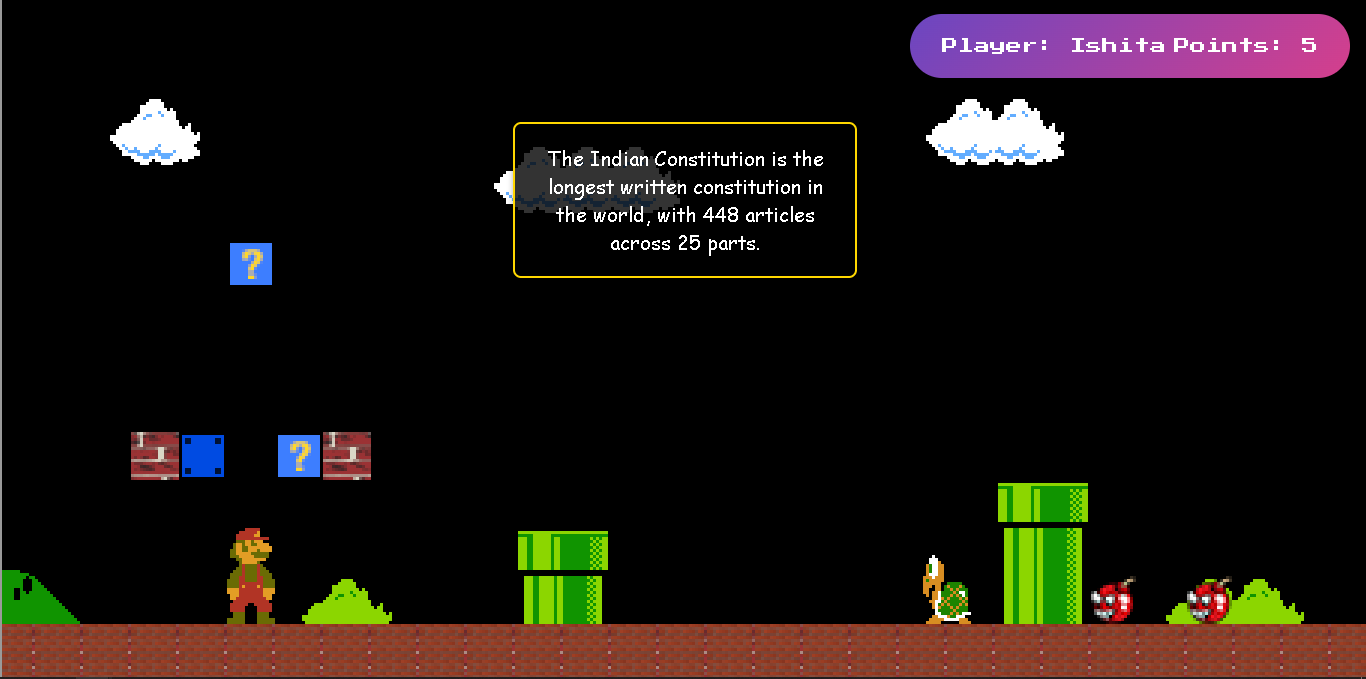 Player: Ishita Points: 5
The Indian Constitution is the
longest written constitution in
the world, with 448 articles
across 25 parts.
?
?